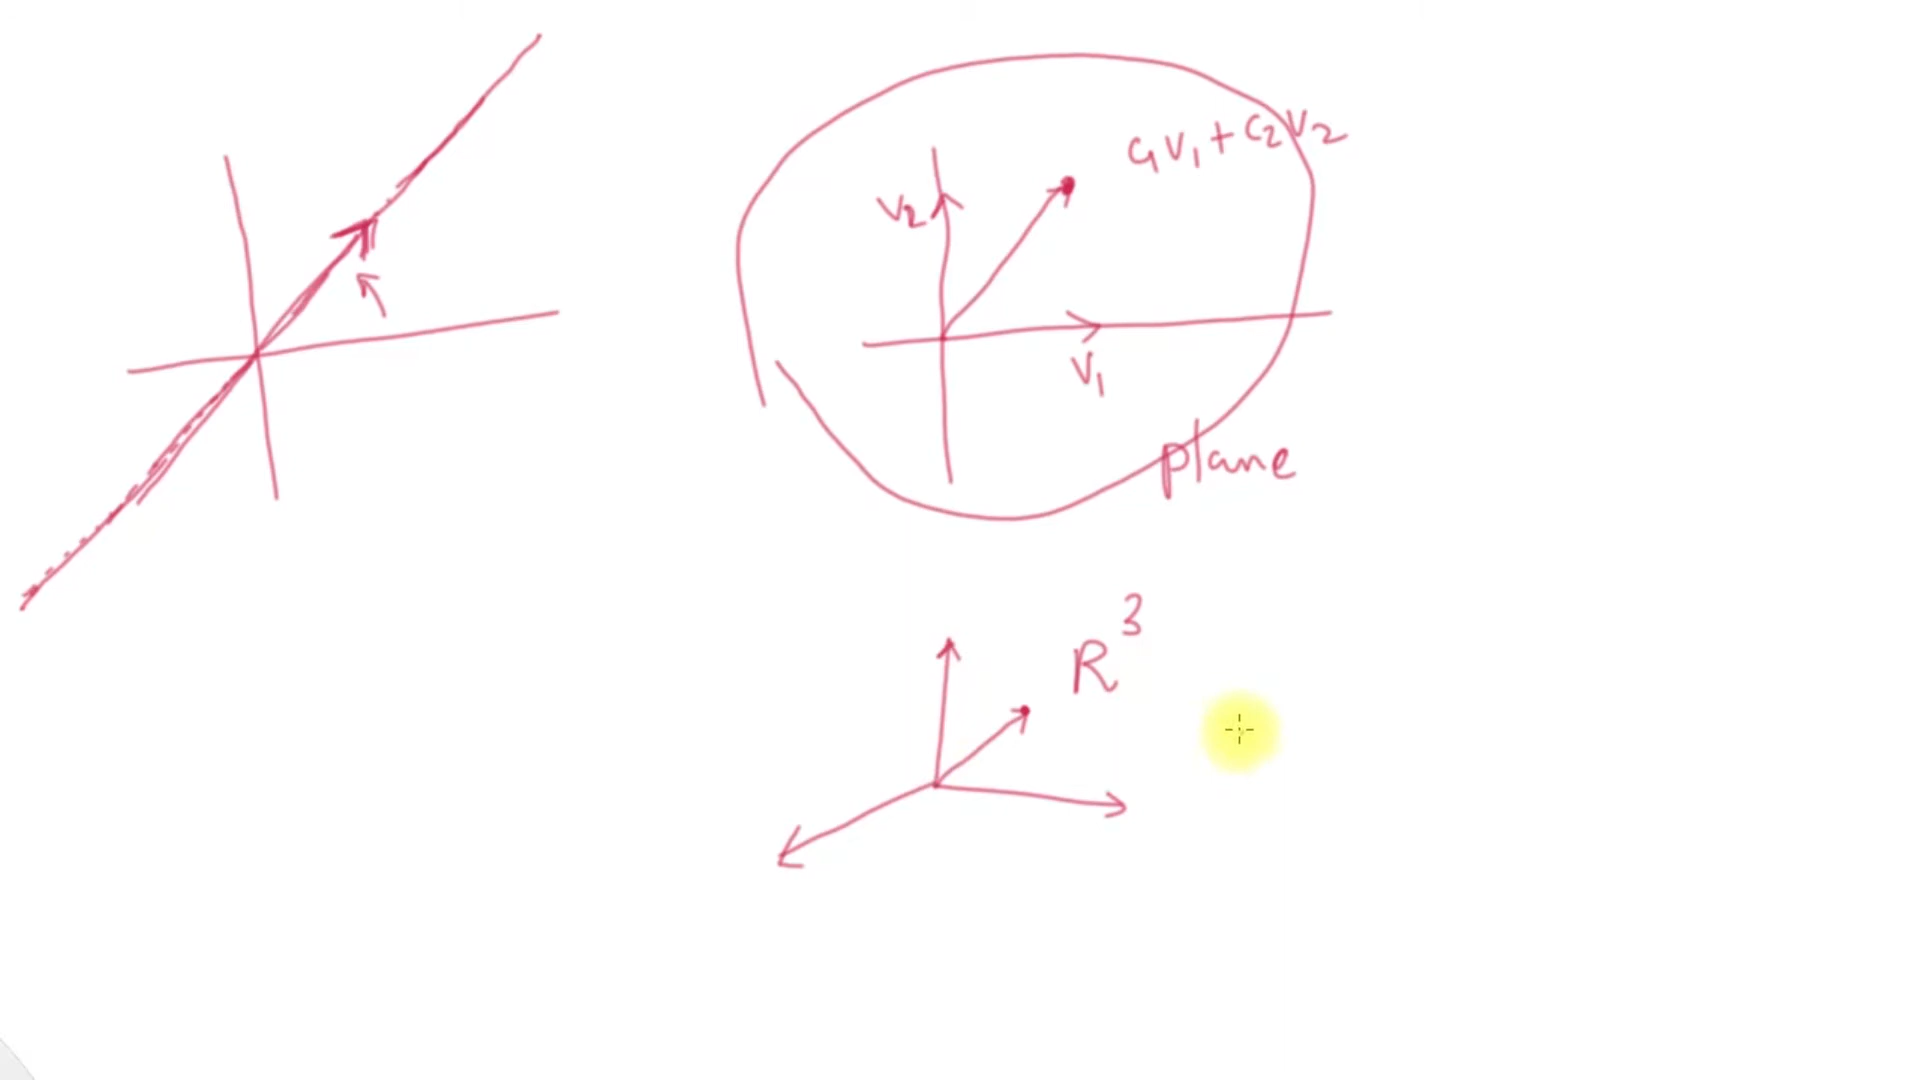 c₁v₁ + c₂v₂
v₂
v₁
plane
R³